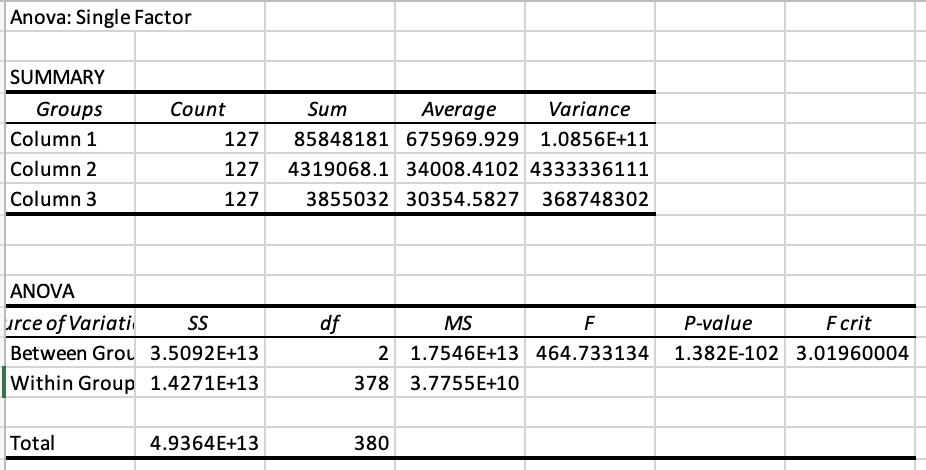 Anova: Single Factor
SUMMARY
Groups Count Sum Average Variance
Column 1 127 85848181 675969.929 1.0856E+11
Column 2 127 4319068.1 34008.4102 4333336111
Column 3 127 3855032 30354.5827 368748302
ANOVA
urce of Variati SS df MS F P-value F crit
Between Grou 3.5092E+13 2 1.7546E+13 464.733134 1.382E-102 3.01960004
Within Group 1.4271E+13 378 3.7755E+10
Total 4.9364E+13 380